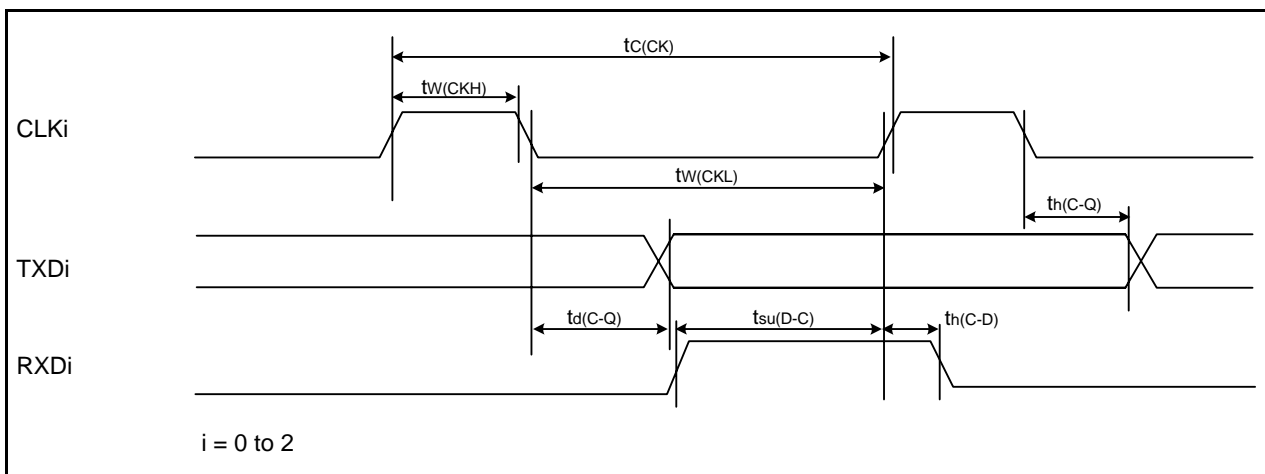 tC(CK)
tW(CKH)
CLKi
tW(CKL)
th(C-Q)
TXDi
td(C-Q)
tsu(D-C)
th(C-D)
RXDi
i = 0 to 2